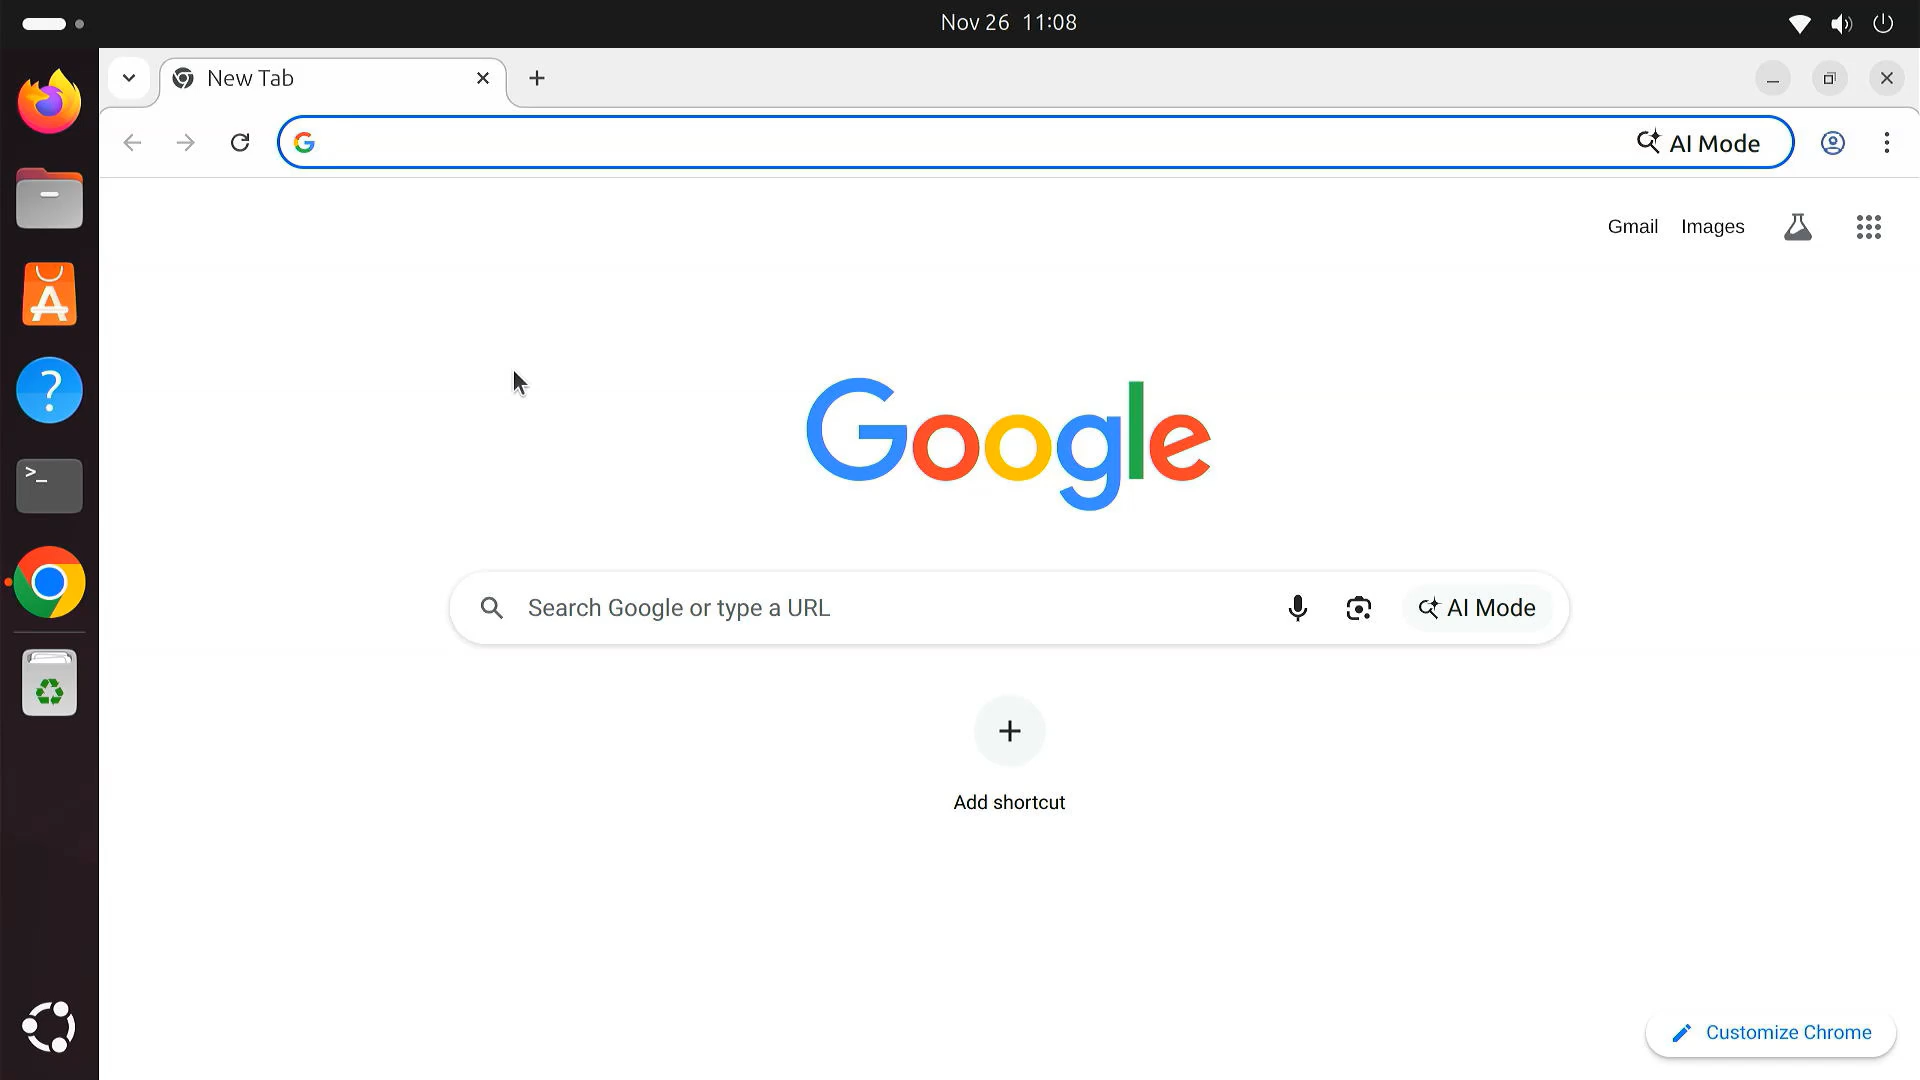 Nov 26 11:08
New Tab
AI Mode
Gmail Images
Google
Search Google or type a URL
AI Mode
Add shortcut
Customize Chrome